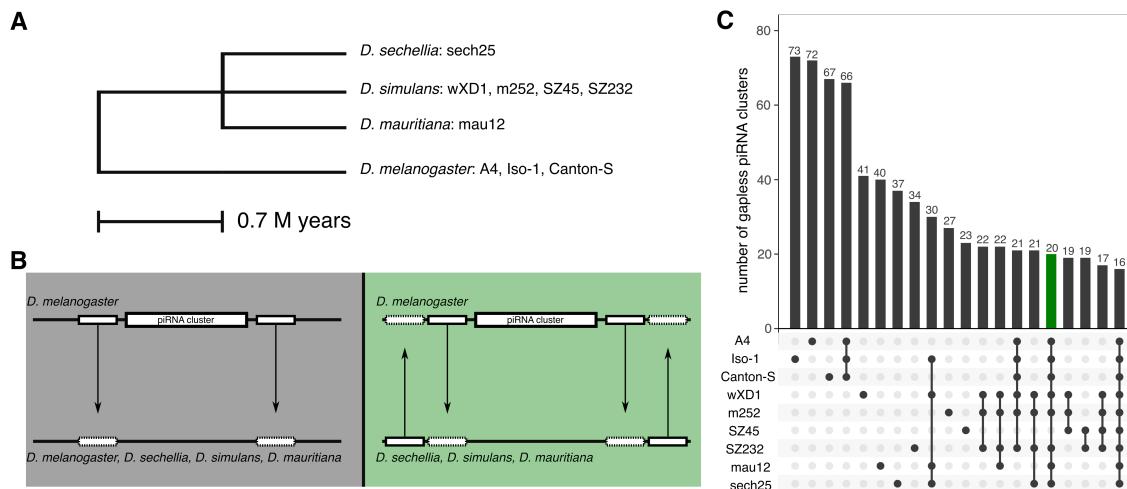 A
D. sechellia: sech25
D. simulans: wXD1, m252, SZ45, SZ232
D. mauritiana: mau12
D. melanogaster: A4, Iso-1, Canton-S
0.7 M years
B
D. melanogaster
piRNA cluster
D. melanogaster, D. sechellia, D. simulans, D. mauritiana
D. melanogaster
piRNA cluster
D. sechellia, D. simulans, D. mauritiana
C
number of gapless piRNA clusters
80
60
40
20
0
73 72 67 66 41 40 37 34 30 27 23 22 22 21 21 20 19 19 17 16
A4
Iso-1
Canton-S
wXD1
m252
SZ45
SZ232
mau12
sech25